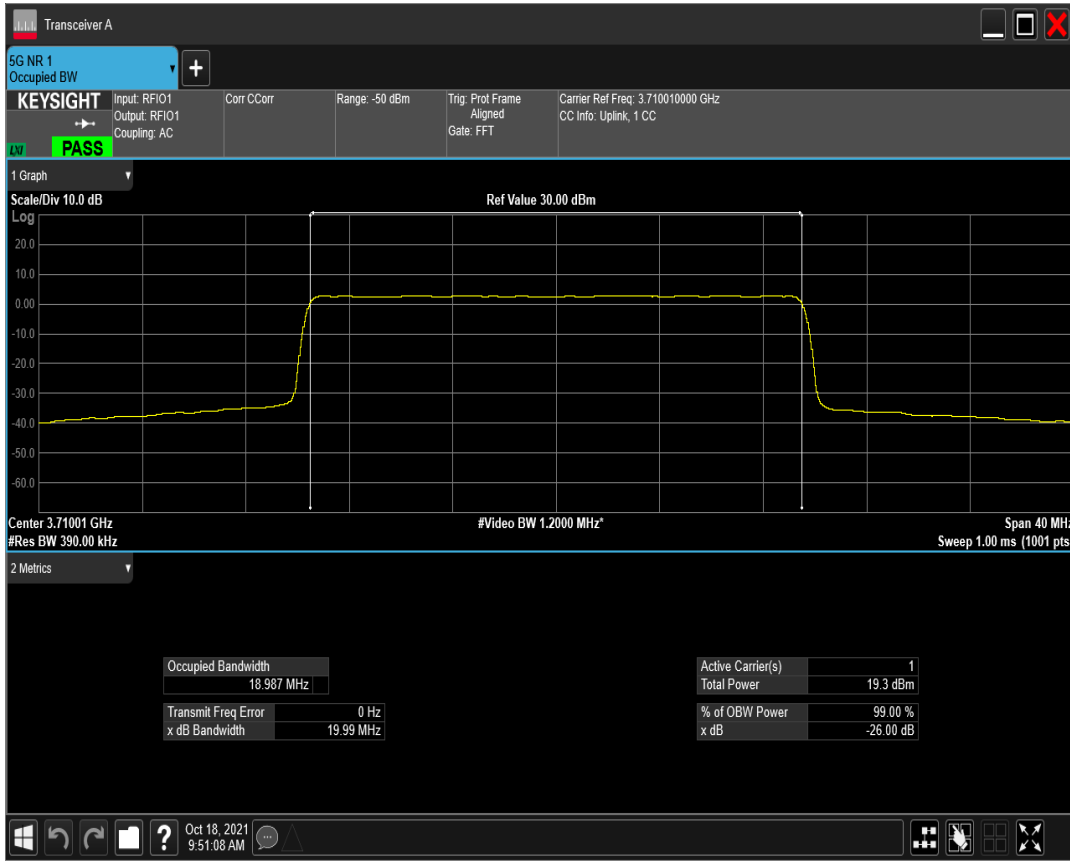 Transceiver A
5G NR 1
Occupied BW
+
KEYSIGHT
LXI
PASS
Input: RFIO1
Output: RFIO1
Coupling: AC
Corr CCorr
Range: -50 dBm
Trig: Prot Frame
Aligned
Gate: FFT
Carrier Ref Freq: 3.710010000 GHz
CC Info: Uplink, 1 CC
1 Graph
Scale/Div 10.0 dB
Ref Value 30.00 dBm
Log
20.0
10.0
0.00
-10.0
-20.0
-30.0
-40.0
-50.0
-60.0
Center 3.71001 GHz
#Video BW 1.2000 MHz*
Span 40 MHz
#Res BW 390.00 kHz
Sweep 1.00 ms (1001 pts
2 Metrics
Occupied Bandwidth
18.987 MHz
Transmit Freq Error 0 Hz
x dB Bandwidth 19.99 MHz
Active Carrier(s) 1
Total Power 19.3 dBm
% of OBW Power 99.00 %
x dB -26.00 dB
?
Oct 18, 2021
9:51:08 AM